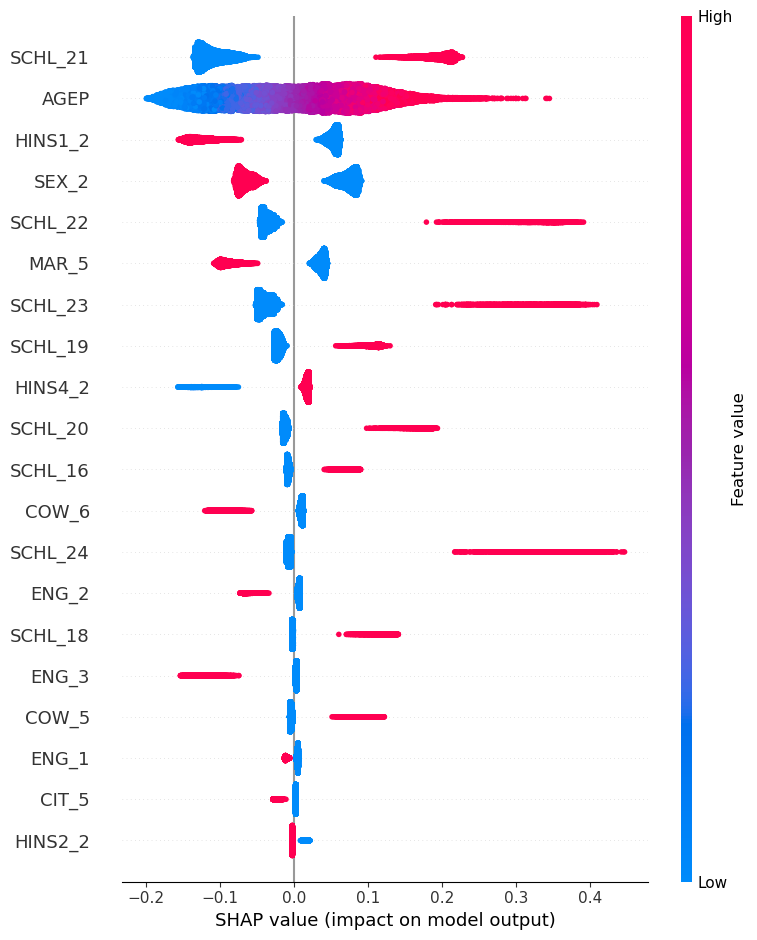 High
SCHL_21
AGEP
HINS1_2
SEX_2
SCHL_22
MAR_5
SCHL_23
SCHL_19
HINS4_2
SCHL_20
SCHL_16
COW_6
SCHL_24
ENG_2
SCHL_18
ENG_3
COW_5
ENG_1
CIT_5
HINS2_2
Feature value
Low
−0.2 −0.1 0.0 0.1 0.2 0.3 0.4
SHAP value (impact on model output)